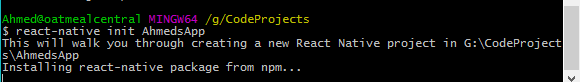 Ahmed@oatmealcentral MINGW64 /g/CodeProjects
$ react-native init AhmedsApp
This will walk you through creating a new React Native project in G:\CodeProject
s\AhmedsApp
Installing react-native package from npm...